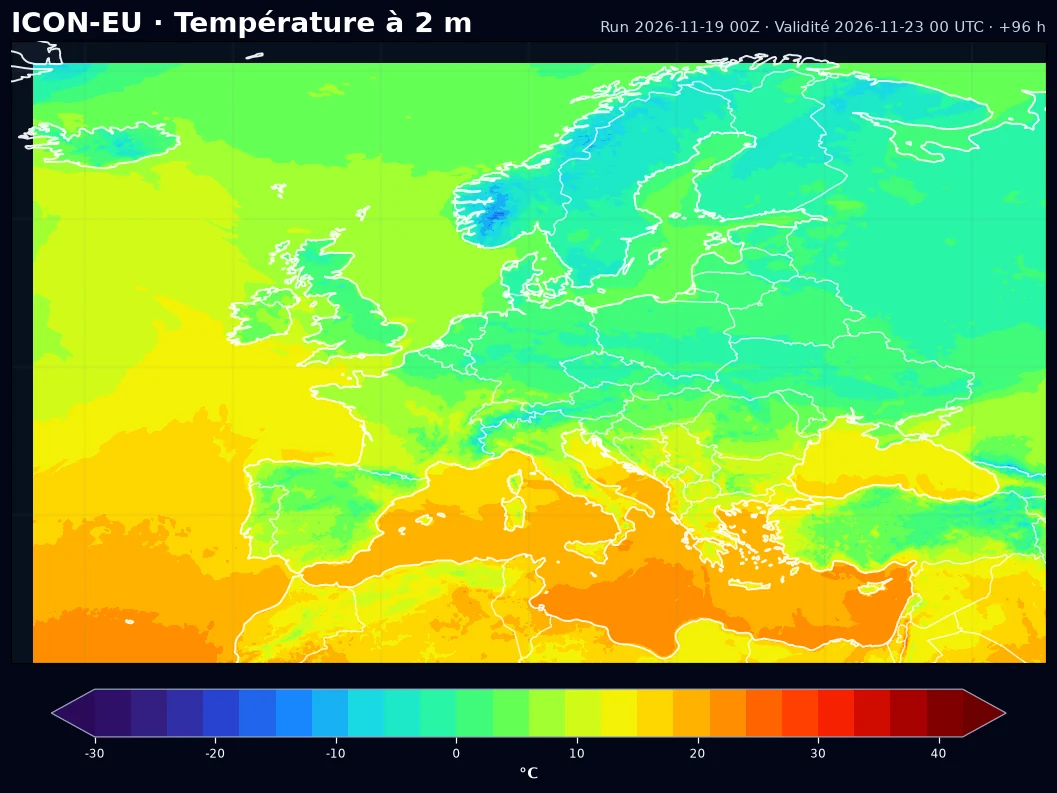 ICON-EU · Température à 2 m
Run 2026-11-19 00Z · Validité 2026-11-23 00 UTC · +96 h
-30 -20 -10 0 10 20 30 40
°C